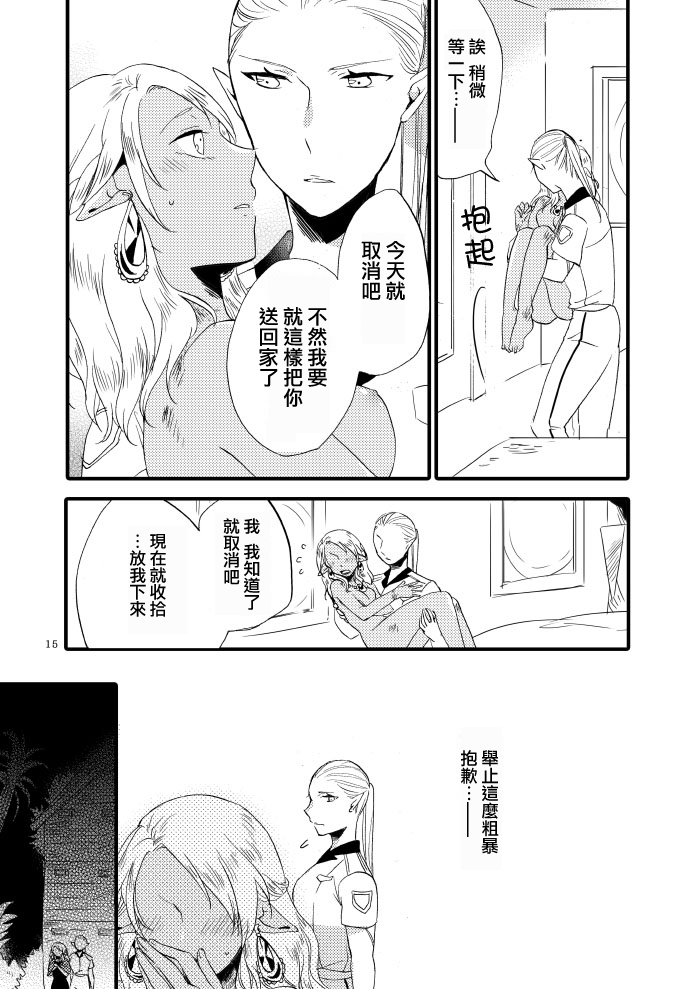 誒 稍微
等一下…——
抱起
今天就
取消吧
不然我要
就這樣把你
送回家了
我 我知道了
就取消吧
現在就收拾
…放我下來
15
舉止這麼粗暴
抱歉…——